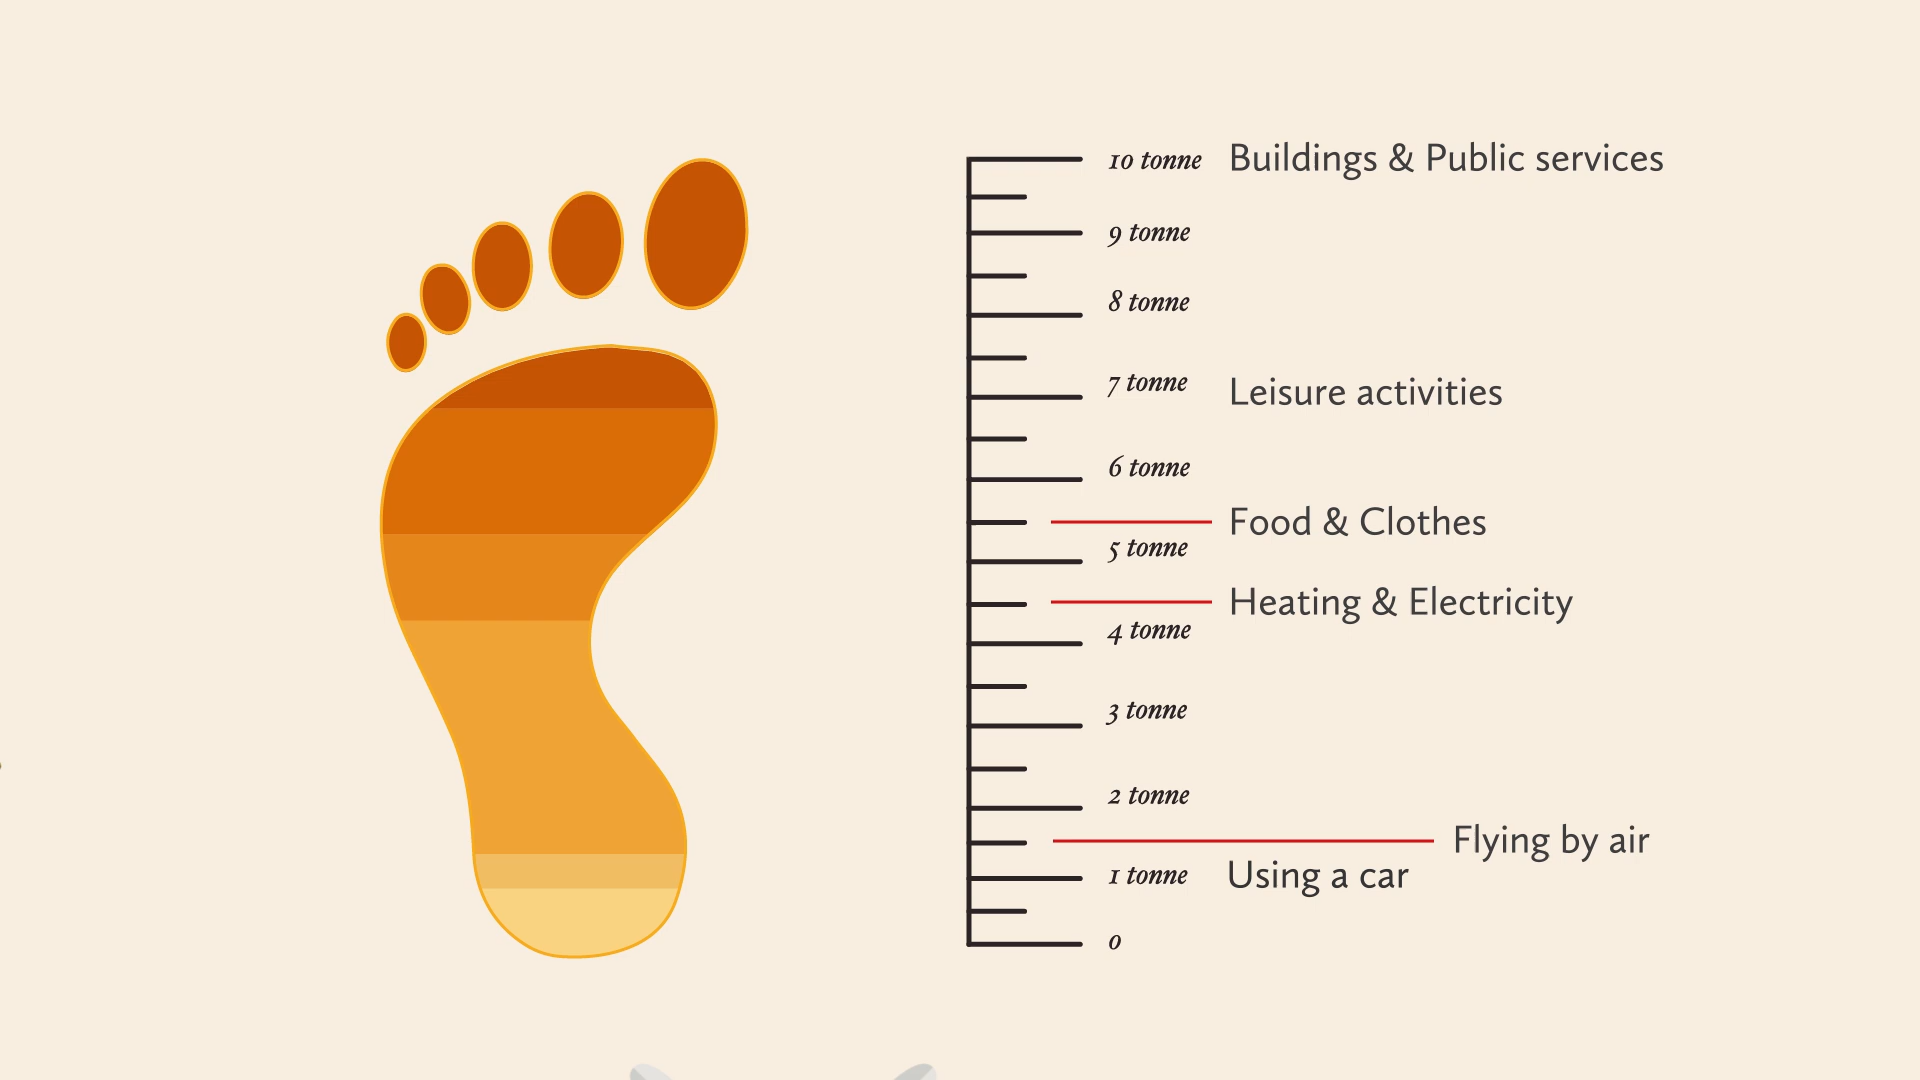 10 tonne Buildings & Public services
9 tonne
8 tonne
7 tonne Leisure activities
6 tonne
Food & Clothes
5 tonne
Heating & Electricity
4 tonne
3 tonne
2 tonne
Flying by air
1 tonne Using a car
0